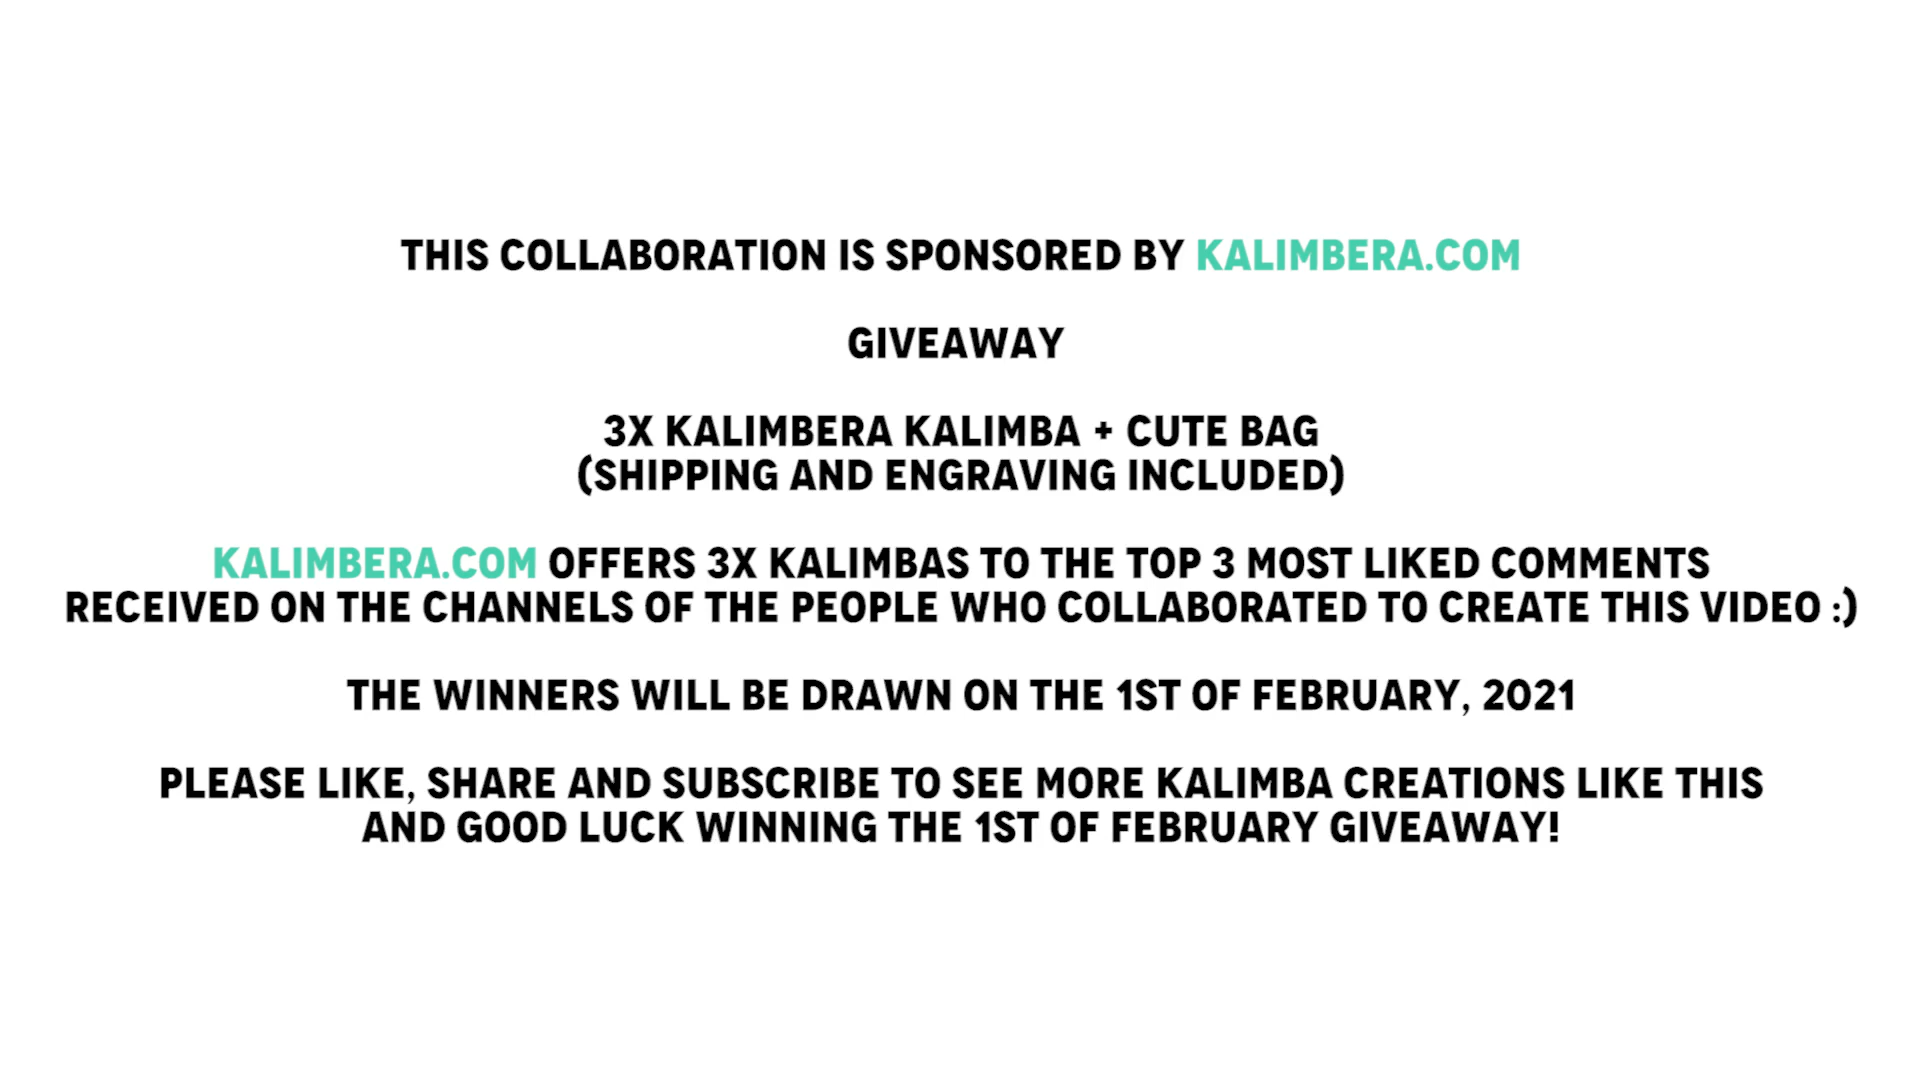 THIS COLLABORATION IS SPONSORED BY KALIMBERA.COM
GIVEAWAY
3X KALIMBERA KALIMBA + CUTE BAG
(SHIPPING AND ENGRAVING INCLUDED)
KALIMBERA.COM OFFERS 3X KALIMBAS TO THE TOP 3 MOST LIKED COMMENTS
RECEIVED ON THE CHANNELS OF THE PEOPLE WHO COLLABORATED TO CREATE THIS VIDEO :)
THE WINNERS WILL BE DRAWN ON THE 1ST OF FEBRUARY, 2021
PLEASE LIKE, SHARE AND SUBSCRIBE TO SEE MORE KALIMBA CREATIONS LIKE THIS
AND GOOD LUCK WINNING THE 1ST OF FEBRUARY GIVEAWAY!